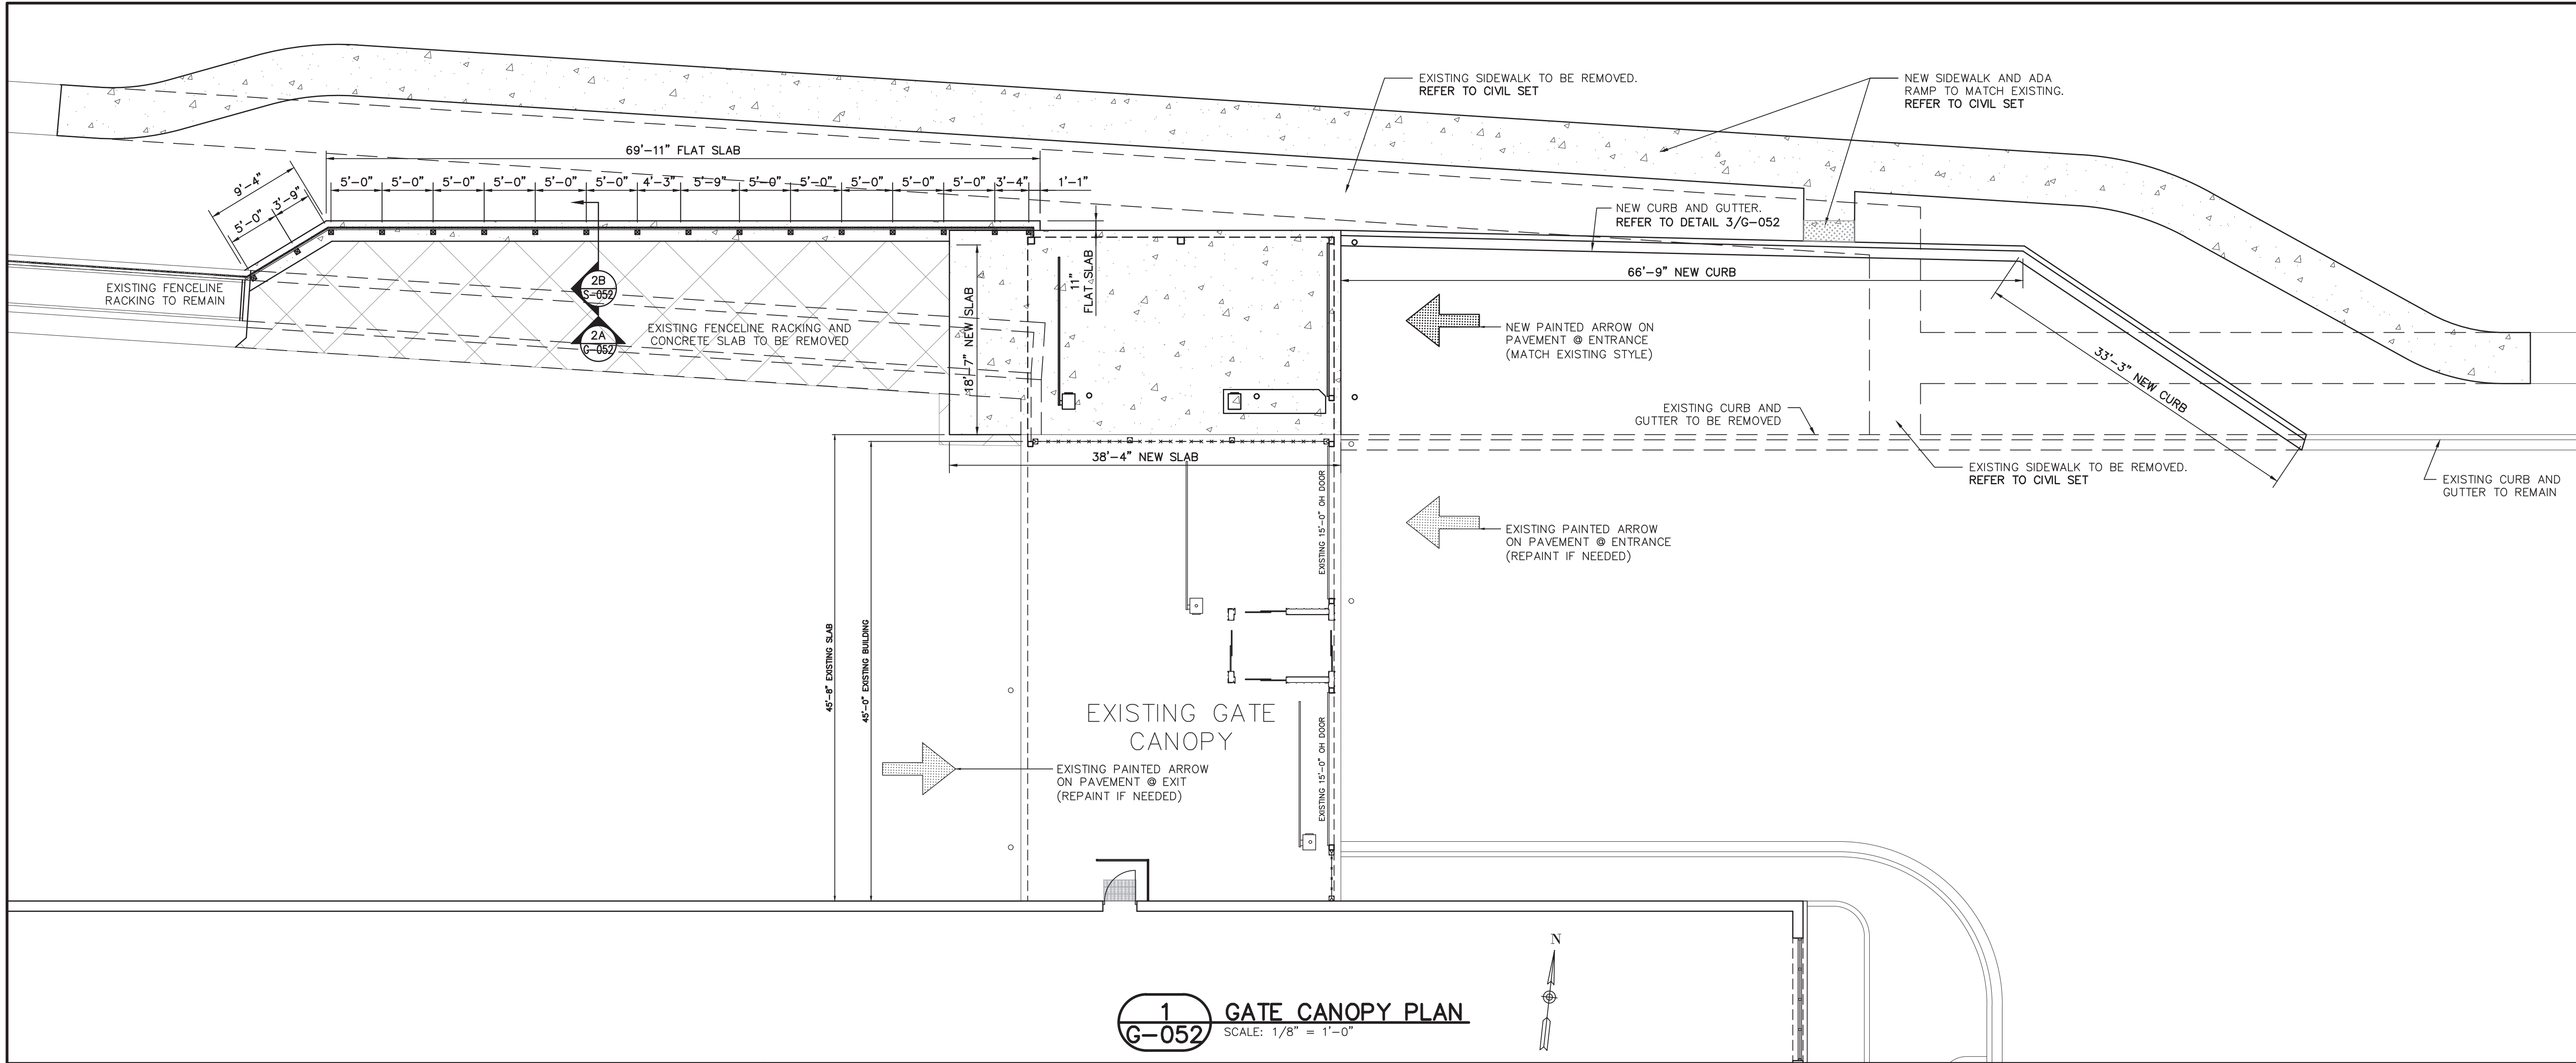 EXISTING SIDEWALK TO BE REMOVED.
REFER TO CIVIL SET
NEW SIDEWALK AND ADA
RAMP TO MATCH EXISTING.
REFER TO CIVIL SET
69'-11" FLAT SLAB
9'-4"
5'-0"
3'-9"
5'-0"
5'-0"
5'-0"
5'-0"
5'-0"
5'-0"
4'-3"
5'-9"
5'-0"
5'-0"
5'-0"
5'-0"
5'-0"
3'-4"
1'-1"
NEW CURB AND GUTTER.
REFER TO DETAIL 3/G-052
66'-9" NEW CURB
EXISTING FENCELINE
RACKING TO REMAIN
2B
S-052
2A
G-052
EXISTING FENCELINE RACKING AND
CONCRETE SLAB TO BE REMOVED
18'-7" NEW SLAB
11"
FLAT SLAB
NEW PAINTED ARROW ON
PAVEMENT @ ENTRANCE
(MATCH EXISTING STYLE)
33'-3" NEW CURB
EXISTING CURB AND
GUTTER TO BE REMOVED
38'-4" NEW SLAB
EXISTING SIDEWALK TO BE REMOVED.
REFER TO CIVIL SET
EXISTING CURB AND
GUTTER TO REMAIN
EXISTING 15'-0" OH DOOR
EXISTING PAINTED ARROW
ON PAVEMENT @ ENTRANCE
(REPAINT IF NEEDED)
45'-8" EXISTING SLAB
45'-0" EXISTING BUILDING
EXISTING GATE
CANOPY
EXISTING 15'-0" OH DOOR
EXISTING PAINTED ARROW
ON PAVEMENT @ EXIT
(REPAINT IF NEEDED)
N
1
G-052
GATE CANOPY PLAN
SCALE: 1/8" = 1'-0"